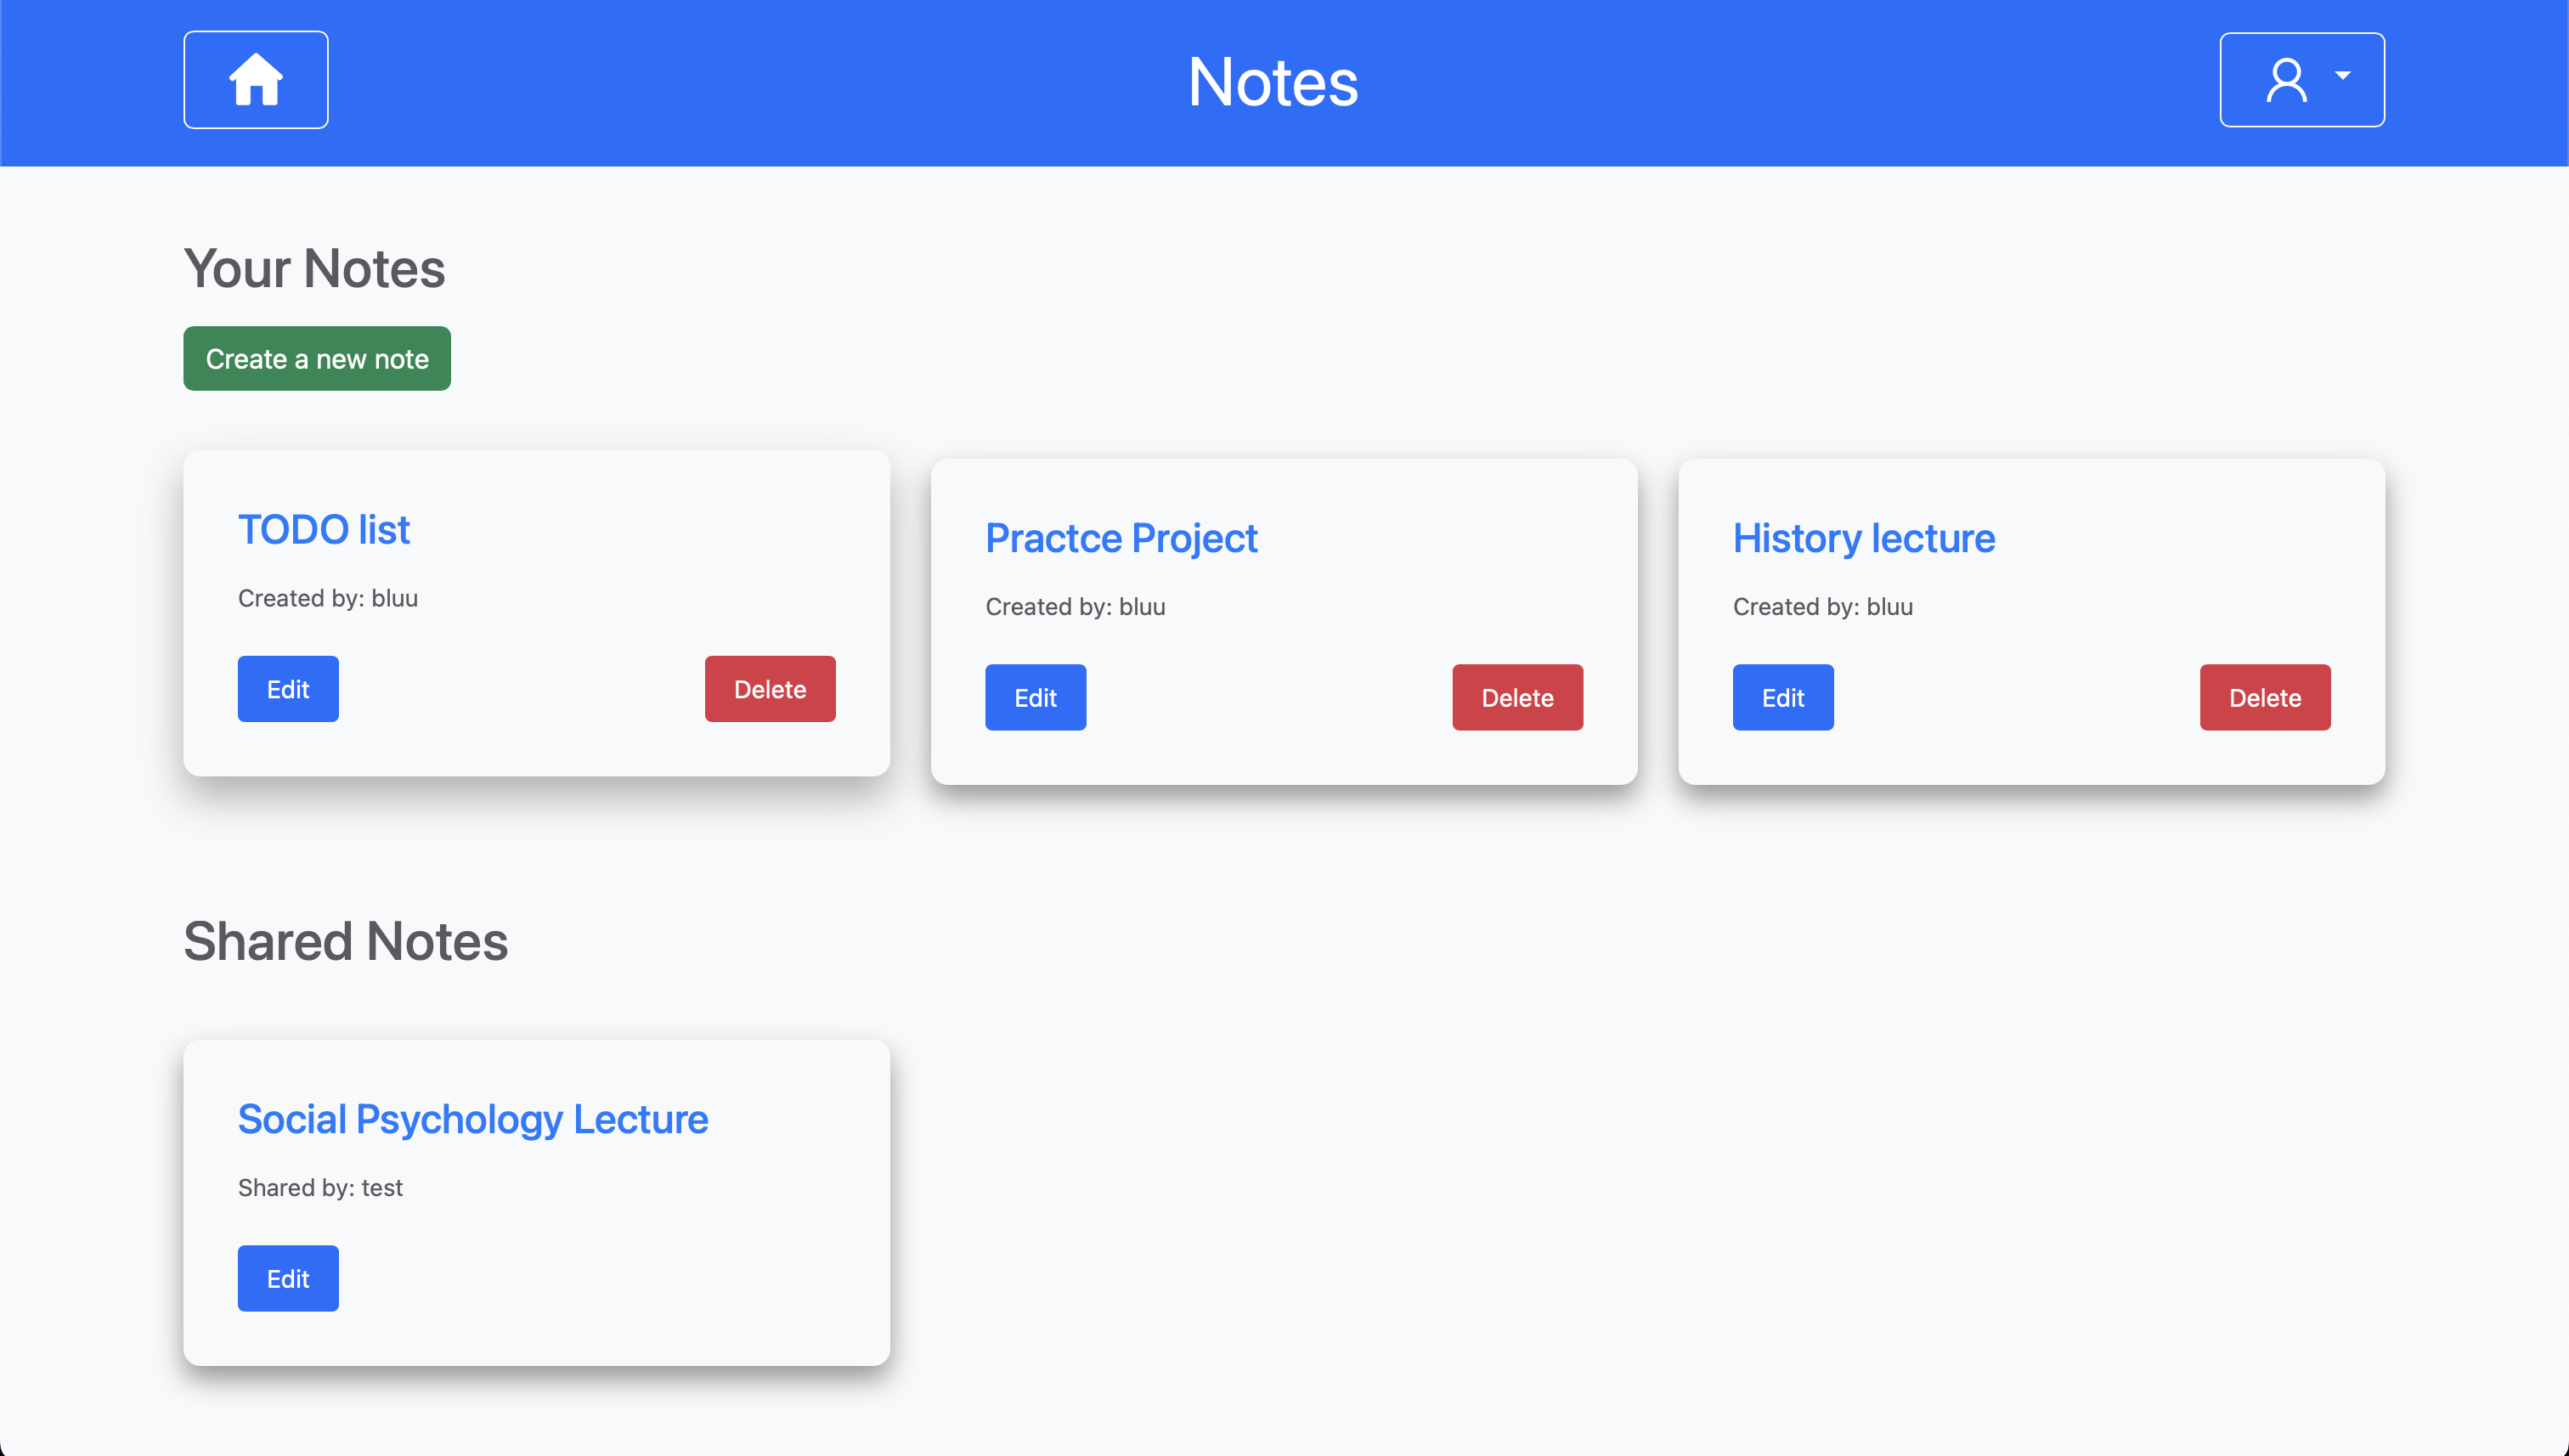 Notes
Your Notes
Create a new note
TODO list
Created by: bluu
Edit
Delete
Practce Project
Created by: bluu
Edit
Delete
History lecture
Created by: bluu
Edit
Delete
Shared Notes
Social Psychology Lecture
Shared by: test
Edit